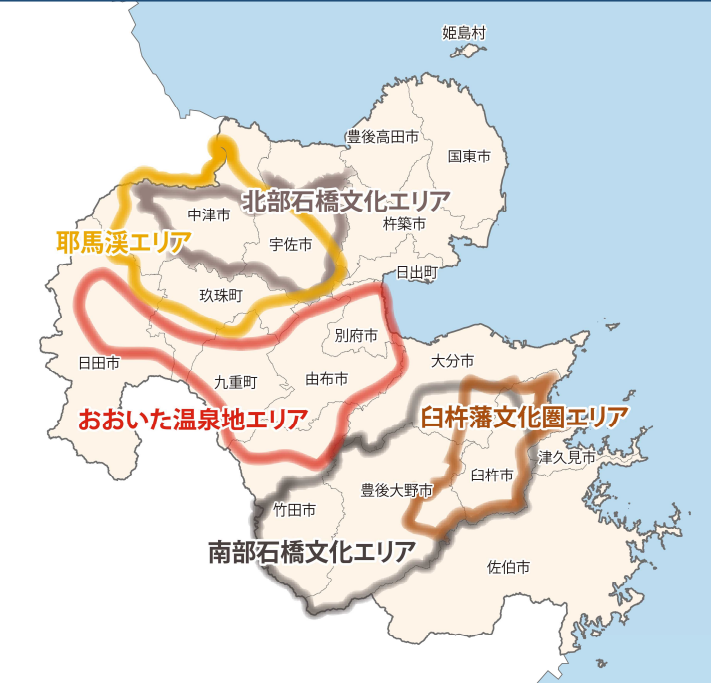 姫島村
豊後高田市
国東市
北部石橋文化エリア
中津市
杵築市
耶馬渓エリア
宇佐市
日出町
玖珠町
別府市
日田市
大分市
九重町
由布市
おおいた温泉地エリア
臼杵藩文化圏エリア
津久見市
臼杵市
豊後大野市
竹田市
南部石橋文化エリア
佐伯市